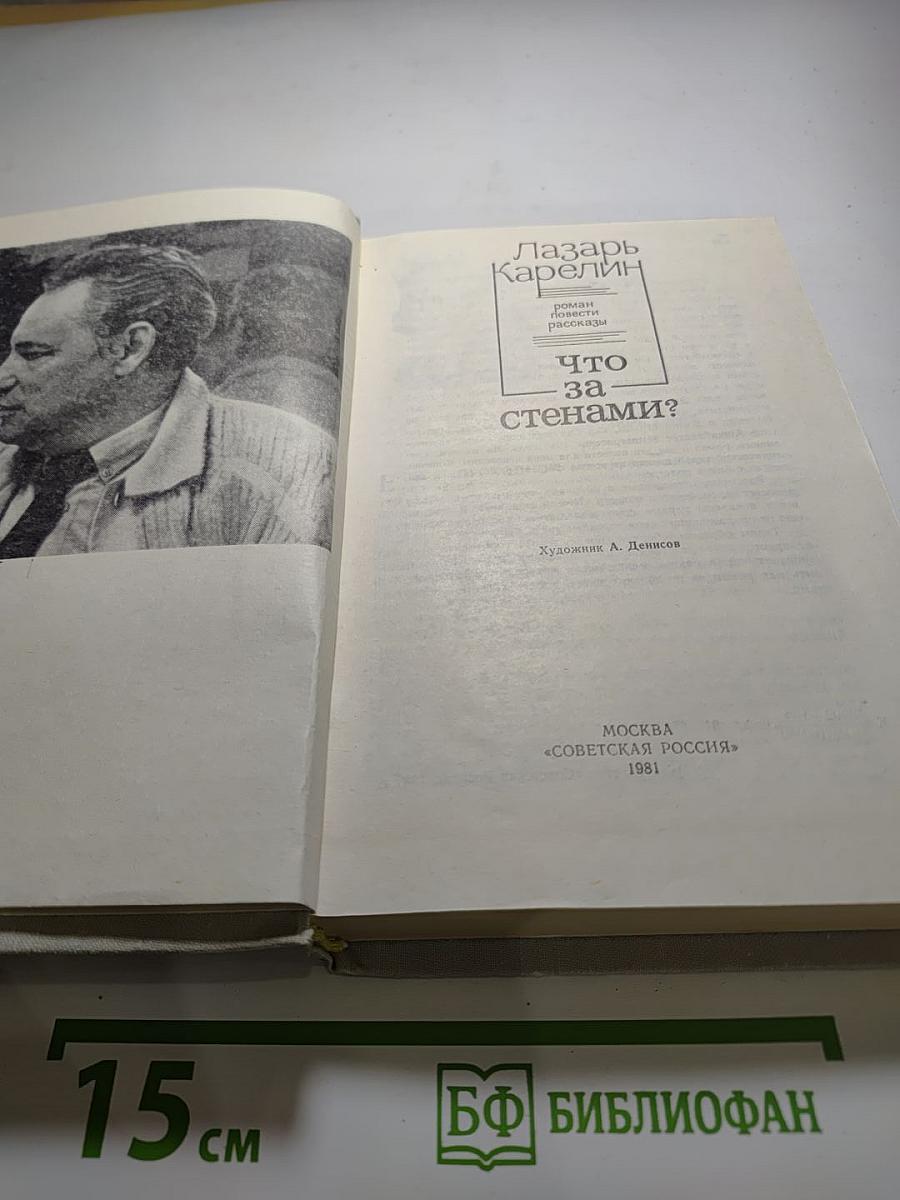 Лазарь
Карелин
роман
повести
рассказы
Что
за
стенами?
Художник А. Денисов
МОСКВА
«СОВЕТСКАЯ РОССИЯ»
1981
15 см
БФ БИБЛИОФАН